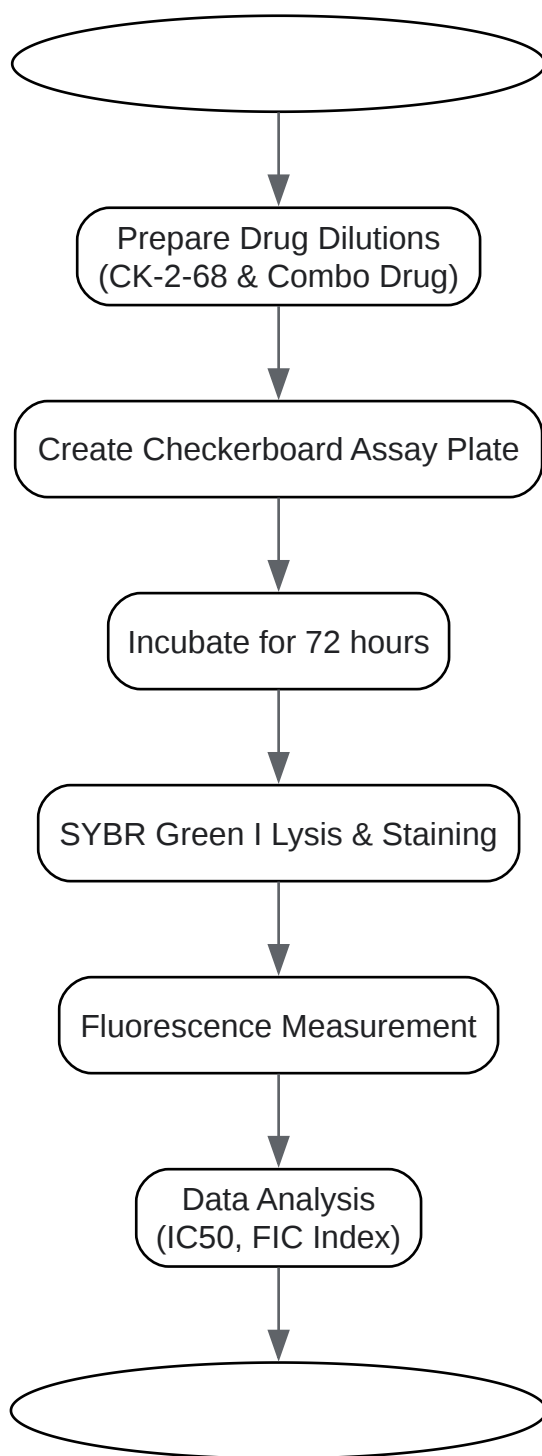 Prepare Drug Dilutions
(CK-2-68 & Combo Drug)
Create Checkerboard Assay Plate
Incubate for 72 hours
SYBR Green I Lysis & Staining
Fluorescence Measurement
Data Analysis
(IC50, FIC Index)